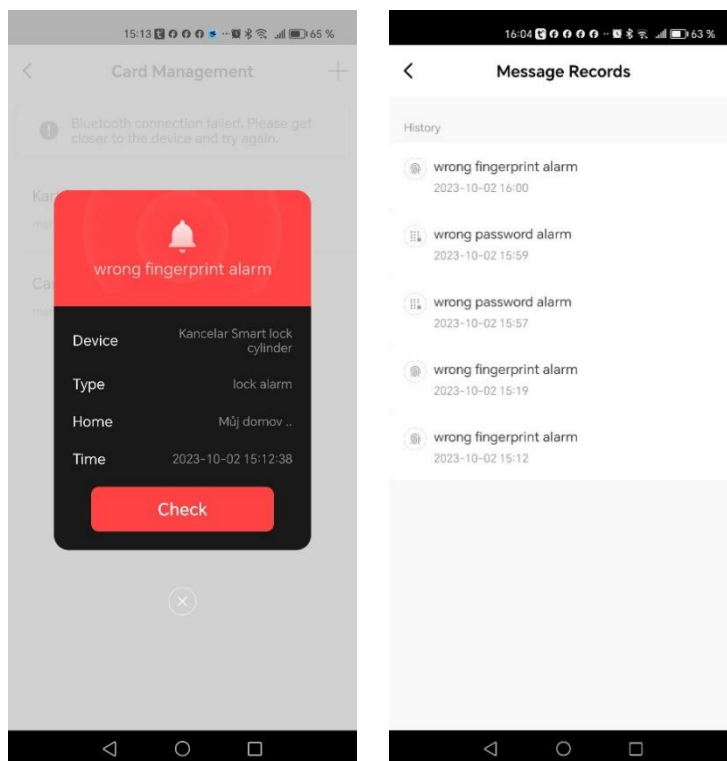 15:13
65 %
Card Management
Bluetooth connection failed. Please get
closer to the device and try again.
wrong fingerprint alarm
Device
Kancelar Smart lock
cylinder
Type
lock alarm
Home
Můj domov ..
Time
2023-10-02 15:12:38
Check
16:04
63 %
Message Records
History
wrong fingerprint alarm
2023-10-02 16:00
wrong password alarm
2023-10-02 15:59
wrong password alarm
2023-10-02 15:57
wrong fingerprint alarm
2023-10-02 15:19
wrong fingerprint alarm
2023-10-02 15:12